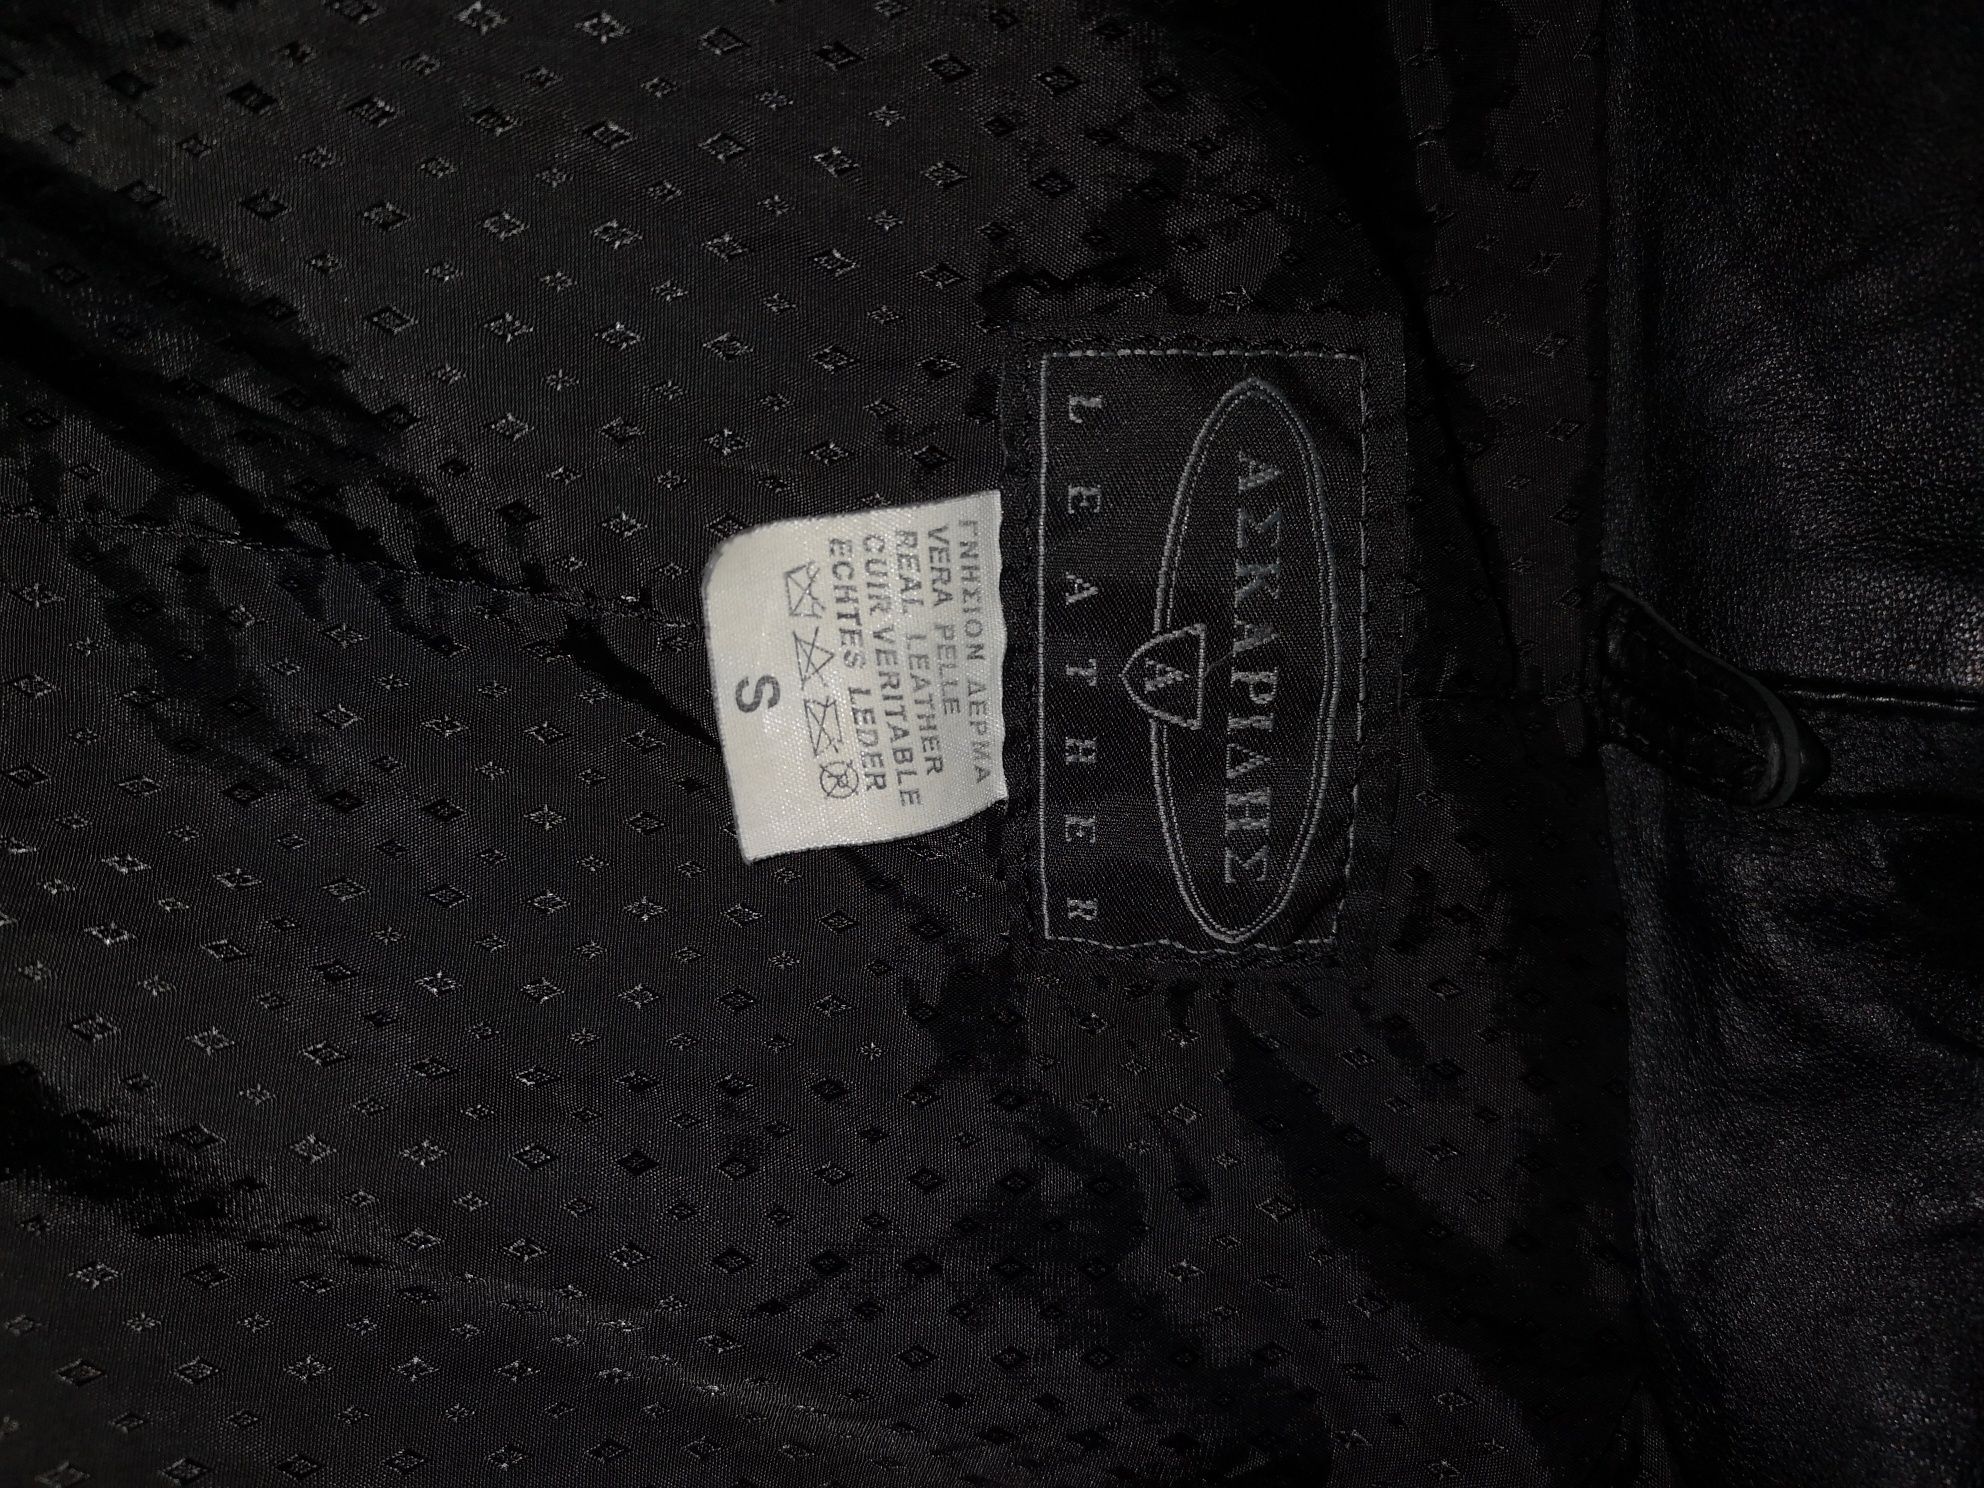 ΑΣΚΑΡΙΔΗΣ
Α
LEATHER
ΓΝΗΣΙΟΝ ΔΕΡΜΑ
VERA PELLE
REAL LEATHER
CUIR VERITABLE
ECHTES LEDER
S